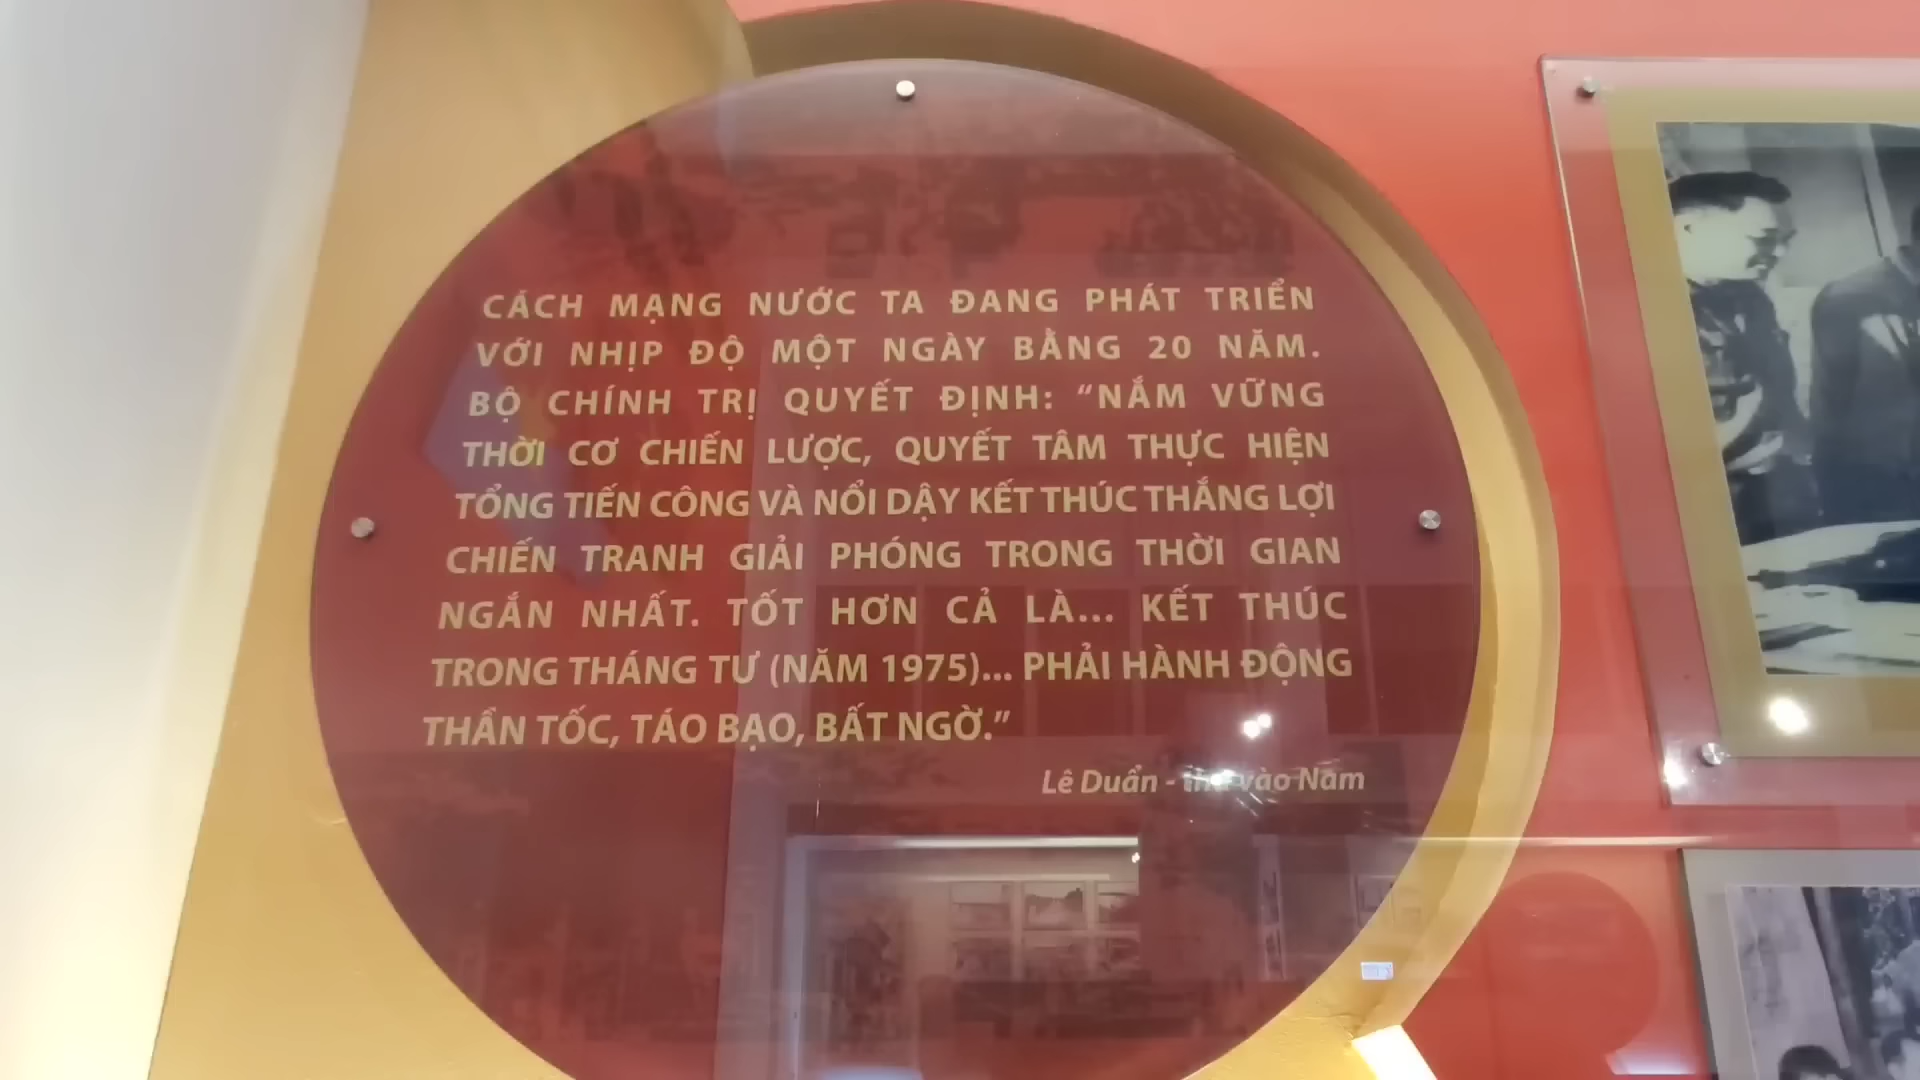 CÁCH MẠNG NƯỚC TA ĐANG PHÁT TRIỂN
VỚI NHỊP ĐỘ MỘT NGÀY BẰNG 20 NĂM.
BỘ CHÍNH TRỊ QUYẾT ĐỊNH: “NẮM VỮNG
THỜI CƠ CHIẾN LƯỢC, QUYẾT TÂM THỰC HIỆN
TỔNG TIẾN CÔNG VÀ NỔI DẬY KẾT THÚC THẮNG LỢI
CHIẾN TRANH GIẢI PHÓNG TRONG THỜI GIAN
NGẮN NHẤT. TỐT HƠN CẢ LÀ... KẾT THÚC
TRONG THÁNG TƯ (NĂM 1975)... PHẢI HÀNH ĐỘNG
THẦN TỐC, TÁO BẠO, BẤT NGỜ.”
Lê Duẩn - vào Nam